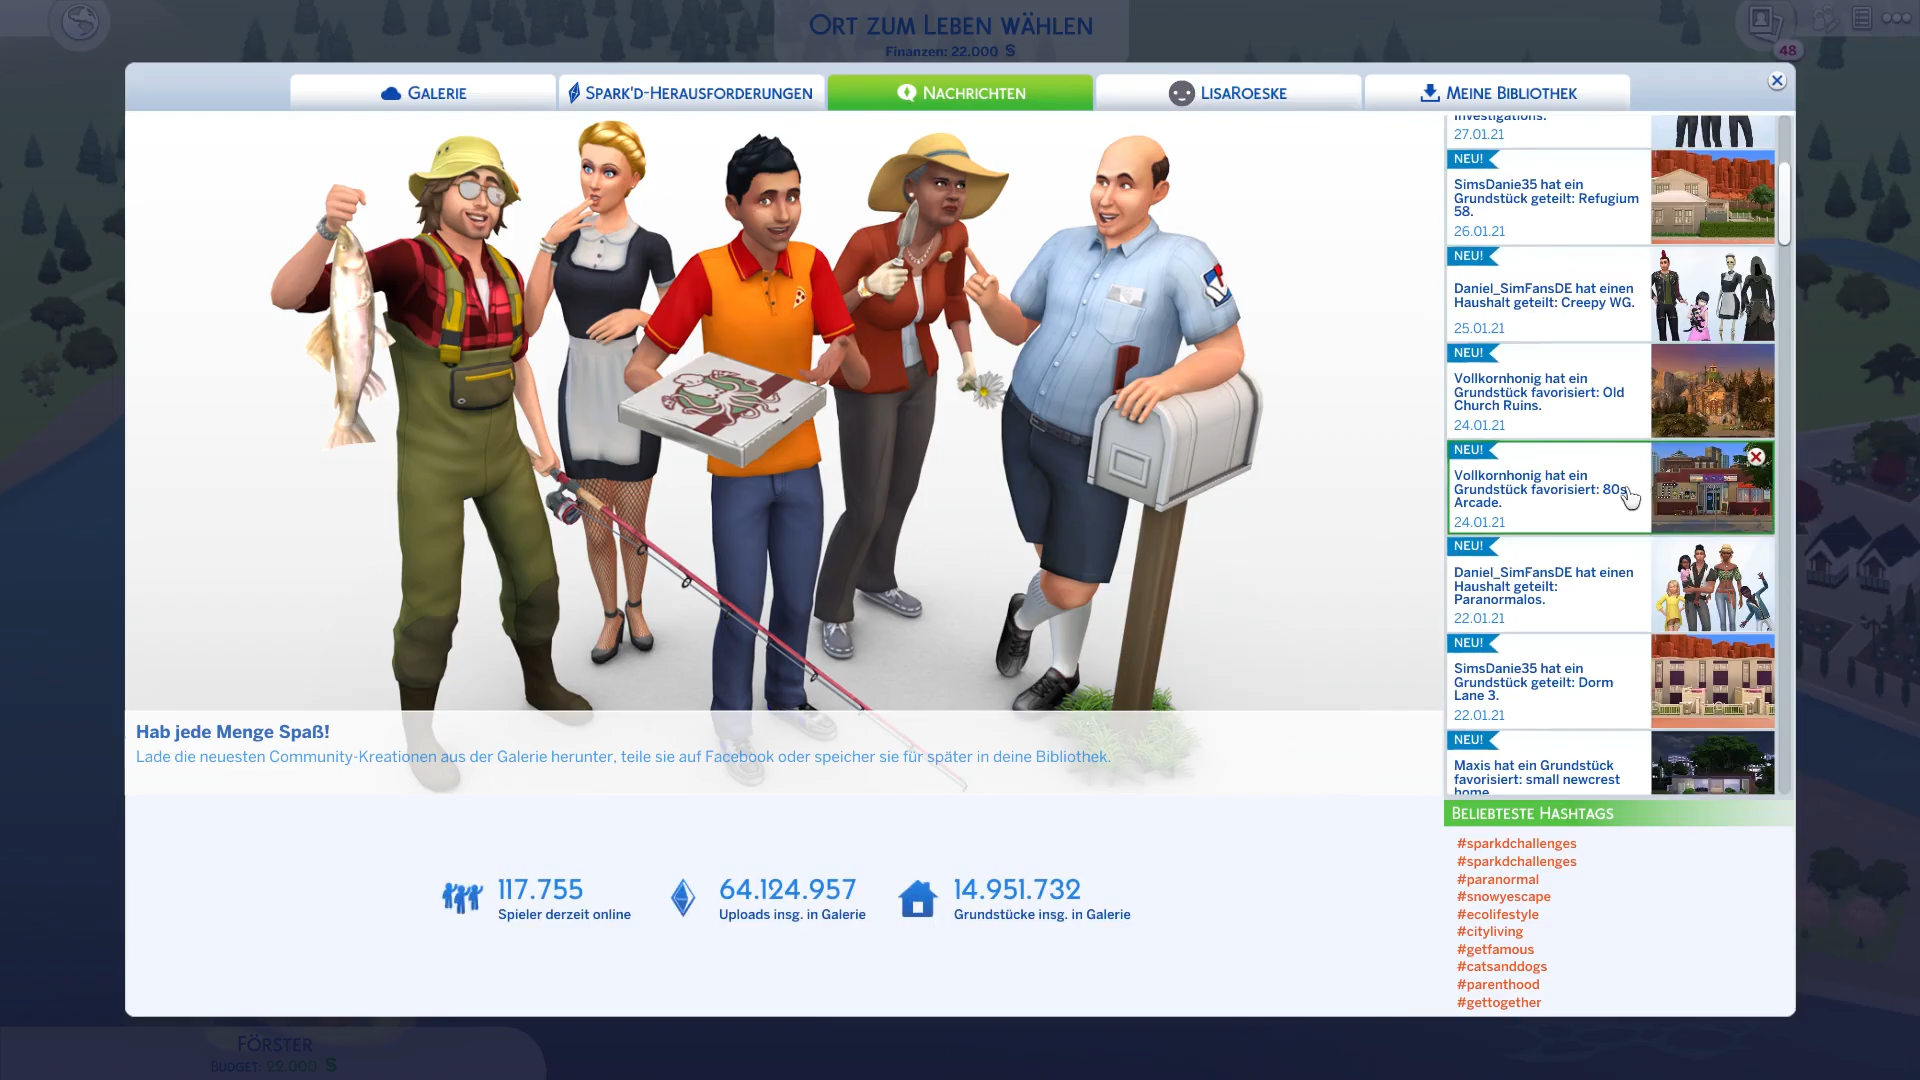 ORT ZUM LEBEN WÄHLEN
Finanzen: 22.000 S
48
GALERIE
SPARK'D-HERAUSFORDERUNGEN
NACHRICHTEN
LISAROESKE
MEINE BIBLIOTHEK
Investigations.
27.01.21
NEU!
SimsDanie35 hat ein
Grundstück geteilt: Refugium
58.
26.01.21
NEU!
Daniel_SimFansDE hat einen
Haushalt geteilt: Creepy WG.
25.01.21
NEU!
Vollkornhonig hat ein
Grundstück favorisiert: Old
Church Ruins.
24.01.21
NEU!
Vollkornhonig hat ein
Grundstück favorisiert: 80s
Arcade.
24.01.21
NEU!
Daniel_SimFansDE hat einen
Haushalt geteilt:
Paranormalos.
22.01.21
NEU!
SimsDanie35 hat ein
Grundstück geteilt: Dorm
Lane 3.
22.01.21
NEU!
Maxis hat ein Grundstück
favorisiert: small newcrest
home
Hab jede Menge Spaß!
Lade die neuesten Community-Kreationen aus der Galerie herunter, teile sie auf Facebook oder speicher sie für später in deine Bibliothek.
117.755
Spieler derzeit online
64.124.957
Uploads insg. in Galerie
14.951.732
Grundstücke insg. in Galerie
BELIEBTESTE HASHTAGS
#sparkdchallenges
#sparkdchallenges
#paranormal
#snowyescape
#ecolifestyle
#cityliving
#getfamous
#catsanddogs
#parenthood
#gettogether
FÖRSTER
BUDGET: 22.000 S